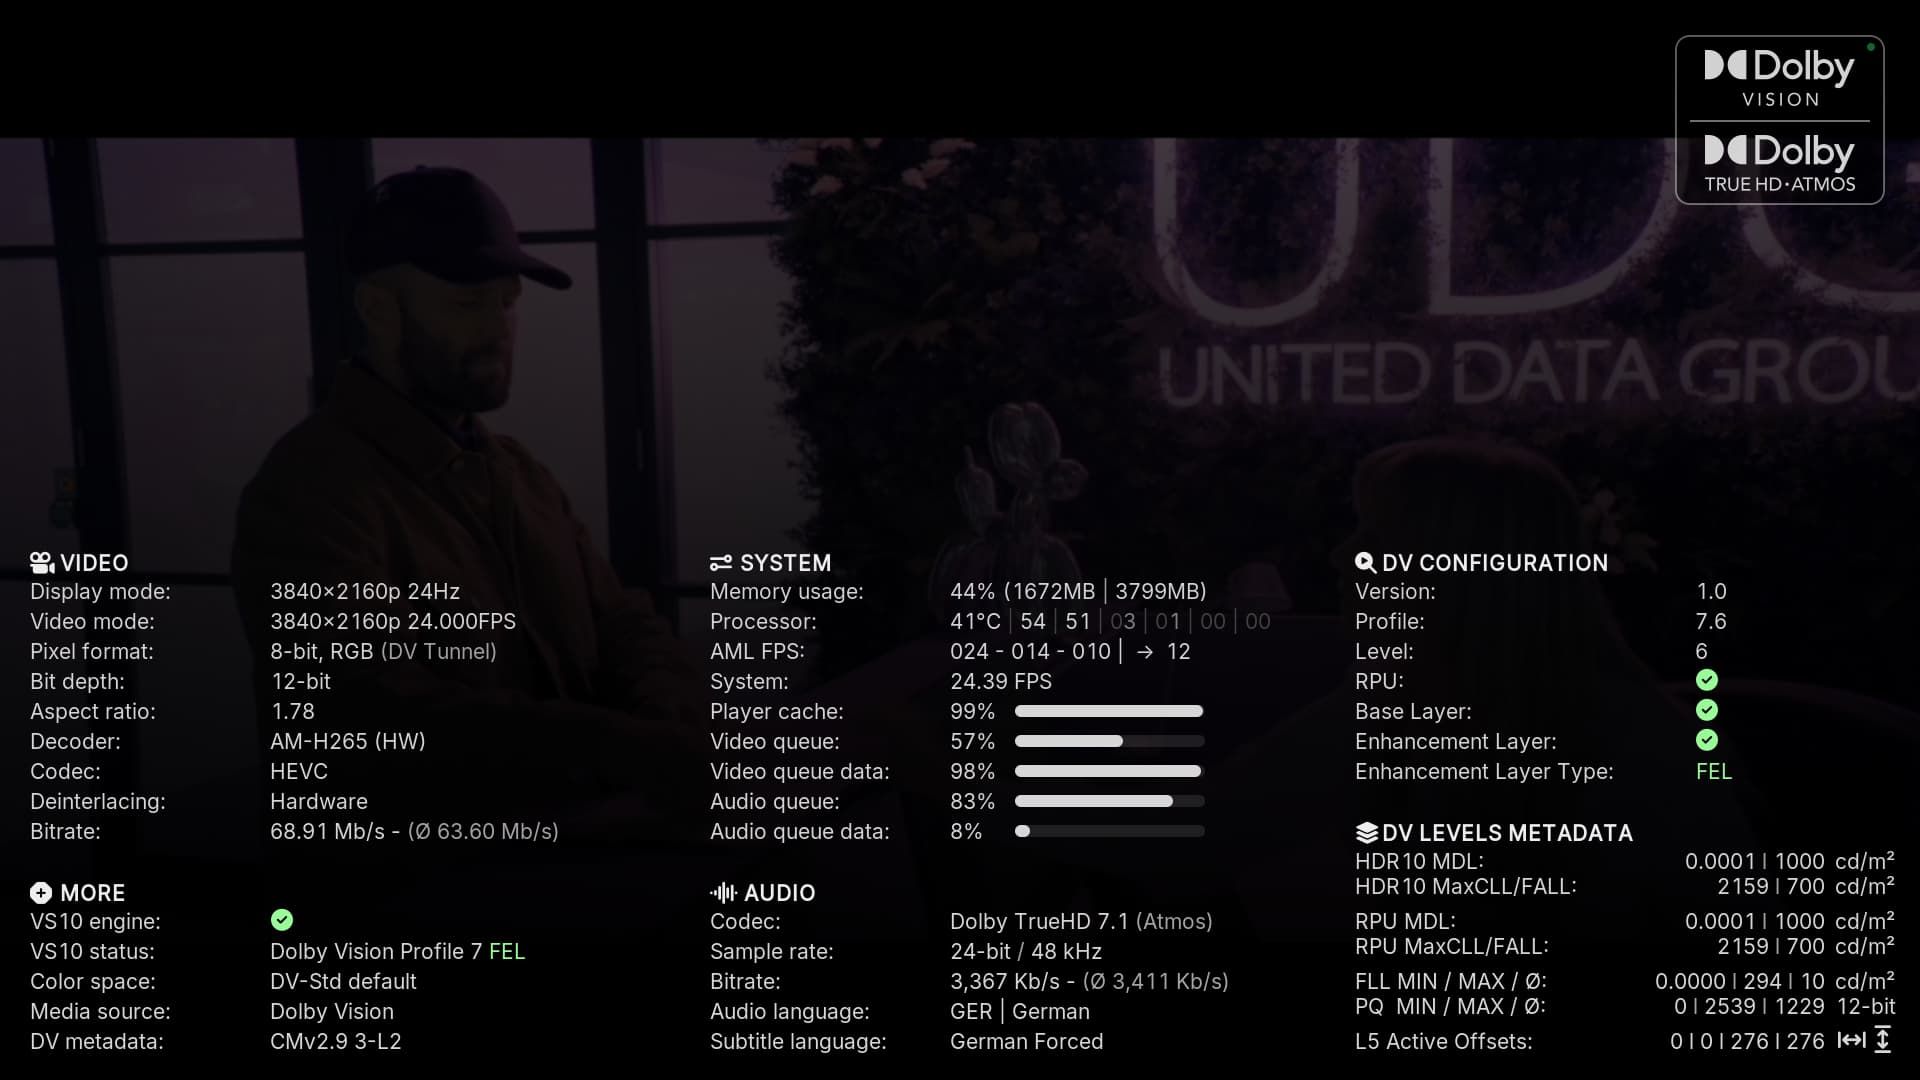 Dolby
VISION
Dolby
TRUE HD·ATMOS
UDG
UNITED DATA GROU
VIDEO
Display mode: 3840×2160p 24Hz
Video mode: 3840×2160p 24.000FPS
Pixel format: 8-bit, RGB (DV Tunnel)
Bit depth: 12-bit
Aspect ratio: 1.78
Decoder: AM-H265 (HW)
Codec: HEVC
Deinterlacing: Hardware
Bitrate: 68.91 Mb/s - (Ø 63.60 Mb/s)
MORE
VS10 engine:
VS10 status: Dolby Vision Profile 7 FEL
Color space: DV-Std default
Media source: Dolby Vision
DV metadata: CMv2.9 3-L2
SYSTEM
Memory usage: 44% (1672MB | 3799MB)
Processor: 41°C | 54 | 51 | 03 | 01 | 00 | 00
AML FPS: 024 - 014 - 010 | → 12
System: 24.39 FPS
Player cache: 99%
Video queue: 57%
Video queue data: 98%
Audio queue: 83%
Audio queue data: 8%
AUDIO
Codec: Dolby TrueHD 7.1 (Atmos)
Sample rate: 24-bit / 48 kHz
Bitrate: 3,367 Kb/s - (Ø 3,411 Kb/s)
Audio language: GER | German
Subtitle language: German Forced
DV CONFIGURATION
Version: 1.0
Profile: 7.6
Level: 6
RPU:
Base Layer:
Enhancement Layer:
Enhancement Layer Type: FEL
DV LEVELS METADATA
HDR10 MDL: 0.0001 | 1000 cd/m²
HDR10 MaxCLL/FALL: 2159 | 700 cd/m²
RPU MDL: 0.0001 | 1000 cd/m²
RPU MaxCLL/FALL: 2159 | 700 cd/m²
FLL MIN / MAX / Ø: 0.0000 | 294 | 10 cd/m²
PQ MIN / MAX / Ø: 0 | 2539 | 1229 12-bit
L5 Active Offsets: 0 | 0 | 276 | 276